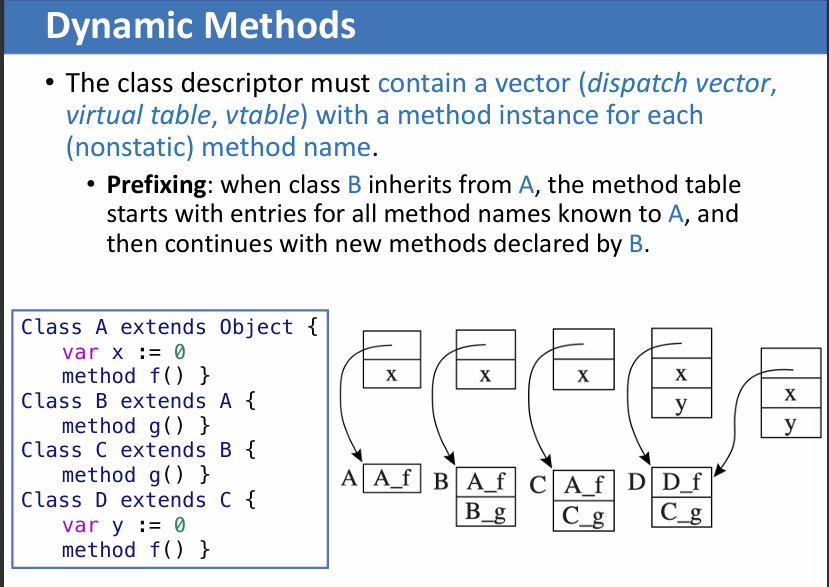 Dynamic Methods
• The class descriptor must contain a vector (dispatch vector,
virtual table, vtable) with a method instance for each
(nonstatic) method name.
• Prefixing: when class B inherits from A, the method table
starts with entries for all method names known to A, and
then continues with new methods declared by B.
Class A extends Object {
var x := 0
method f() }
Class B extends A {
method g() }
Class C extends B {
method g() }
Class D extends C {
var y := 0
method f() }
x
x
x
x
y
x
y
A
A_f
B
A_f
B_g
C
A_f
C_g
D
D_f
C_g